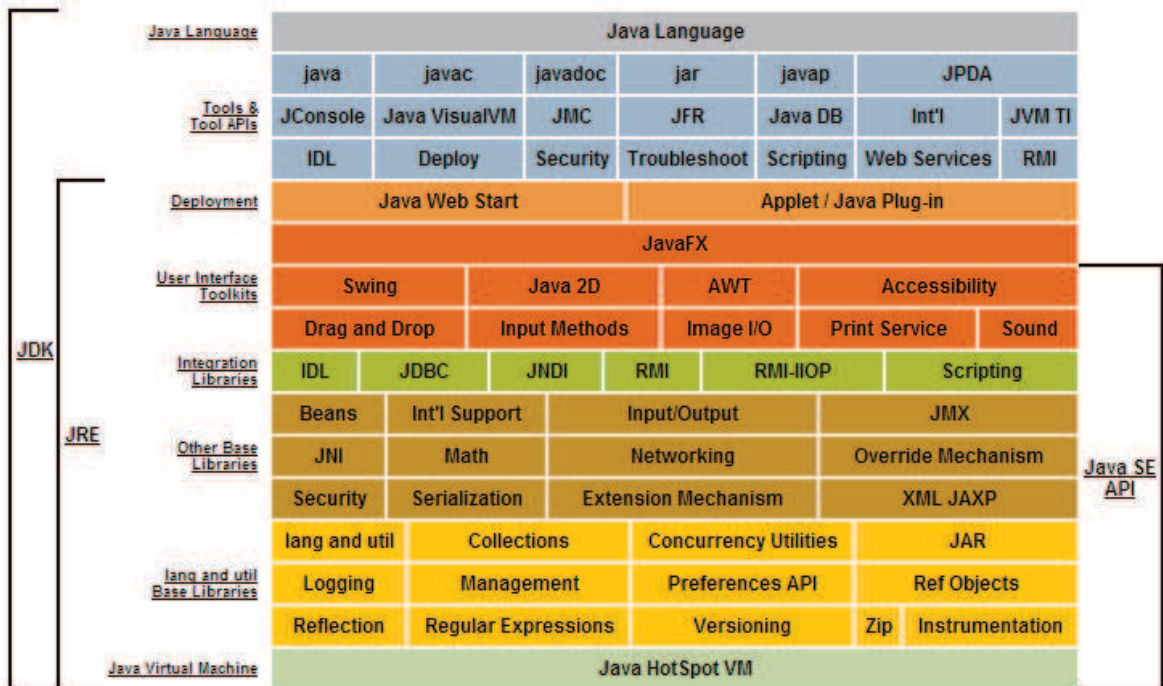 Java Language Java Language
java javac javadoc jar javap JPDA
Tools &
Tool APIs
JConsole Java VisualVM JMC JFR Java DB Int'l JVM TI
IDL Deploy Security Troubleshoot Scripting Web Services RMI
Deployment Java Web Start Applet / Java Plug-in
JavaFX
User Interface
Toolkits
Swing Java 2D AWT Accessibility
Drag and Drop Input Methods Image I/O Print Service Sound
JDK
Integration
Libraries
IDL JDBC JNDI RMI RMI-IIOP Scripting
Beans Int'l Support Input/Output JMX
JRE
Other Base
Libraries
JNI Math Networking Override Mechanism
Java SE
API
Security Serialization Extension Mechanism XML JAXP
lang and util Collections Concurrency Utilities JAR
lang and util
Base Libraries
Logging Management Preferences API Ref Objects
Reflection Regular Expressions Versioning Zip Instrumentation
Java Virtual Machine Java HotSpot VM